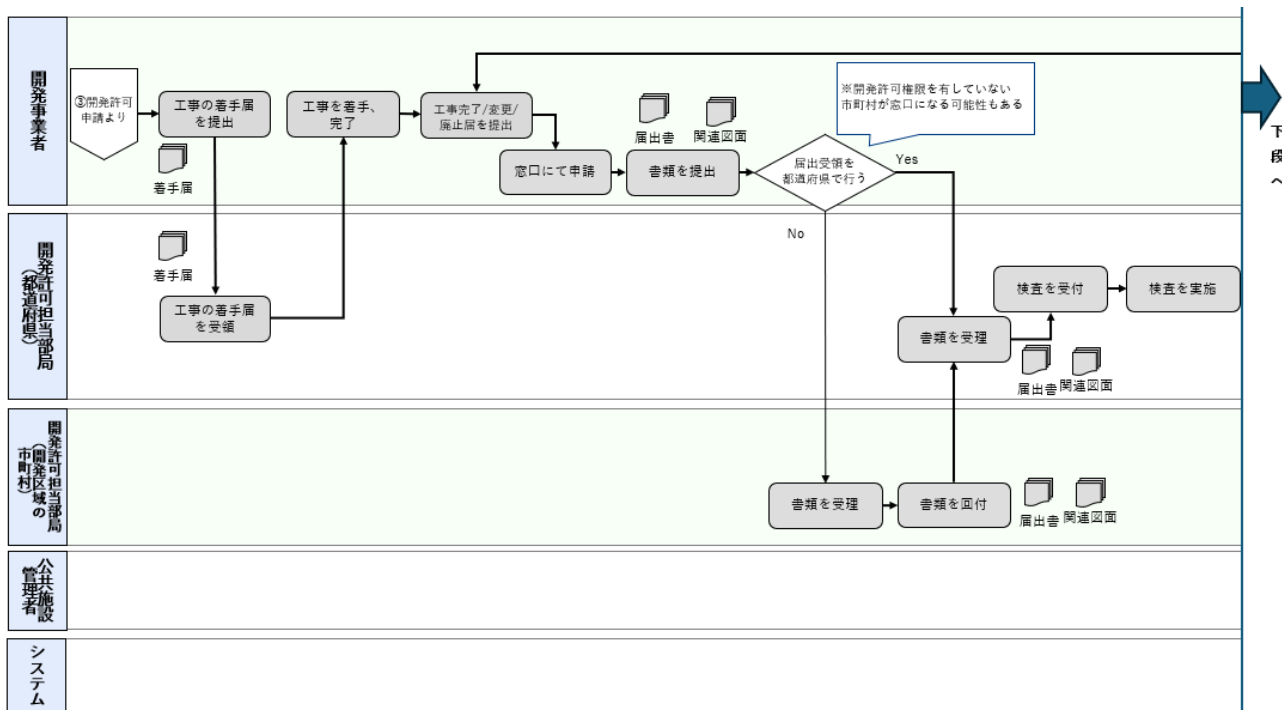 開発事業者
③開発許可
申請より
工事の着手届
を提出
着手届
工事を着手、
完了
工事完了/変更/
廃止届を提出
窓口にて申請
届出書
関連図面
書類を提出
※開発許可権限を有していない
市町村が窓口になる可能性もある
届出受領を
都道府県で行う
Yes
No
下
段
へ
開発許可担当部局
（都道府県）
着手届
工事の着手届
を受領
書類を受理
検査を受付
検査を実施
届出書
関連図面
開発許可担当部局
（開発区域の
市町村）
書類を受理
書類を回付
届出書
関連図面
公共施設
管理者
システム